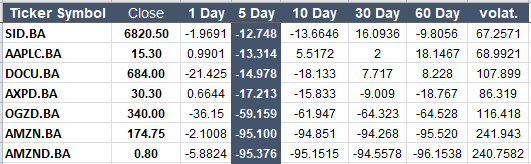 Ticker Symbol Close 1 Day 5 Day 10 Day 30 Day 60 Day volat.
SID.BA 6820.50 -1.9691 -12.748 -13.6646 16.0936 -9.8056 67.2571
AAPLC.BA 15.30 0.9901 -13.314 5.5172 2 18.1467 68.9921
DOCU.BA 684.00 -21.425 -14.978 -18.133 7.717 8.228 107.899
AXPD.BA 30.30 0.6644 -17.213 -15.833 -9.009 -18.767 86.319
OGZD.BA 340.00 -36.15 -59.159 -61.947 -64.323 -64.528 116.418
AMZN.BA 174.75 -2.1008 -95.100 -94.851 -94.268 -95.520 241.943
AMZND.BA 0.80 -5.8824 -95.376 -95.1515 -94.5578 -96.1538 240.7582